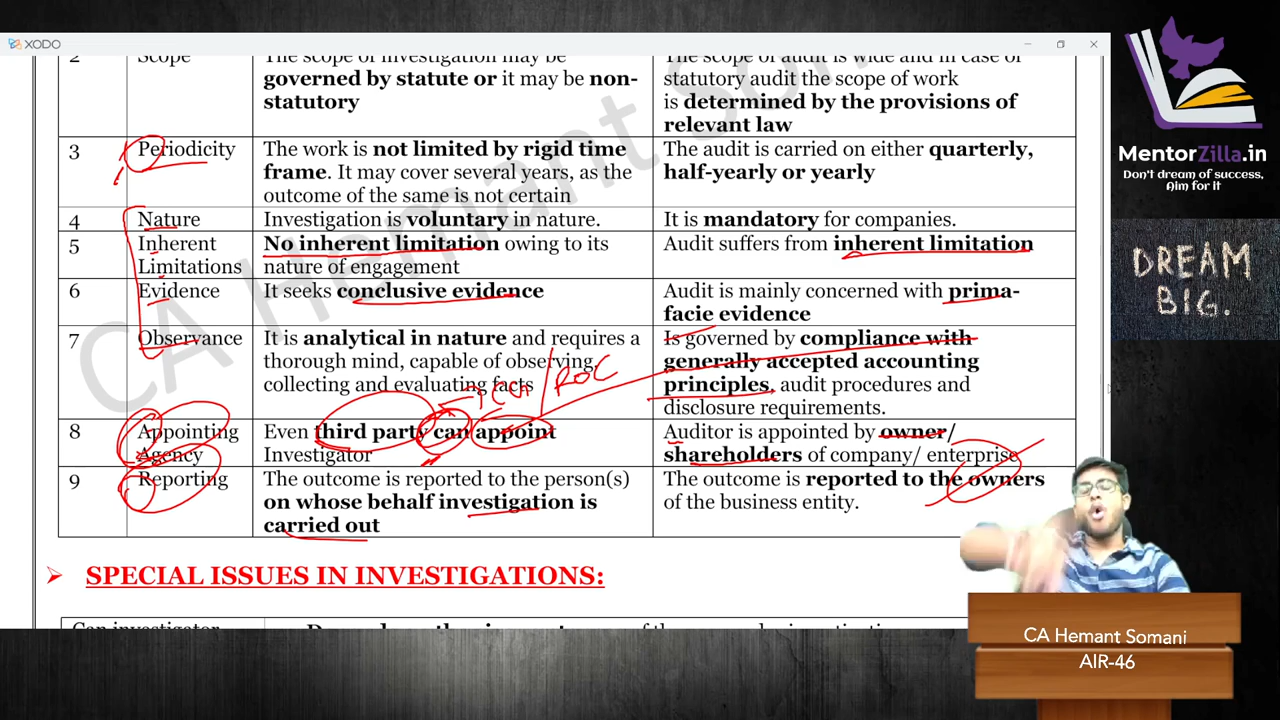 XODO
2 Scope The scope of investigation may be The scope of audit is wide and in case of
governed by statute or it may be non- statutory audit the scope of work
statutory is determined by the provisions of
relevant law
3 Periodicity The work is not limited by rigid time The audit is carried on either quarterly,
frame. It may cover several years, as the half-yearly or yearly
outcome of the same is not certain
4 Nature Investigation is voluntary in nature. It is mandatory for companies.
5 Inherent No inherent limitation owing to its Audit suffers from inherent limitation
Limitations nature of engagement
6 Evidence It seeks conclusive evidence Audit is mainly concerned with prima-
facie evidence
7 Observance It is analytical in nature and requires a Is governed by compliance with
thorough mind, capable of observing, generally accepted accounting
collecting and evaluating facts principles, audit procedures and
disclosure requirements.
CG/ROC
8 Appointing Even third party can appoint Auditor is appointed by owner/
Agency Investigator shareholders of company/ enterprise
9 Reporting The outcome is reported to the person(s) The outcome is reported to the owners
on whose behalf investigation is of the business entity.
carried out
SPECIAL ISSUES IN INVESTIGATIONS:
CA Hemant Som
MentorZilla.in
Don't dream of success,
Aim for it
DREAM
BIG.
CA Hemant Somani
AIR-46